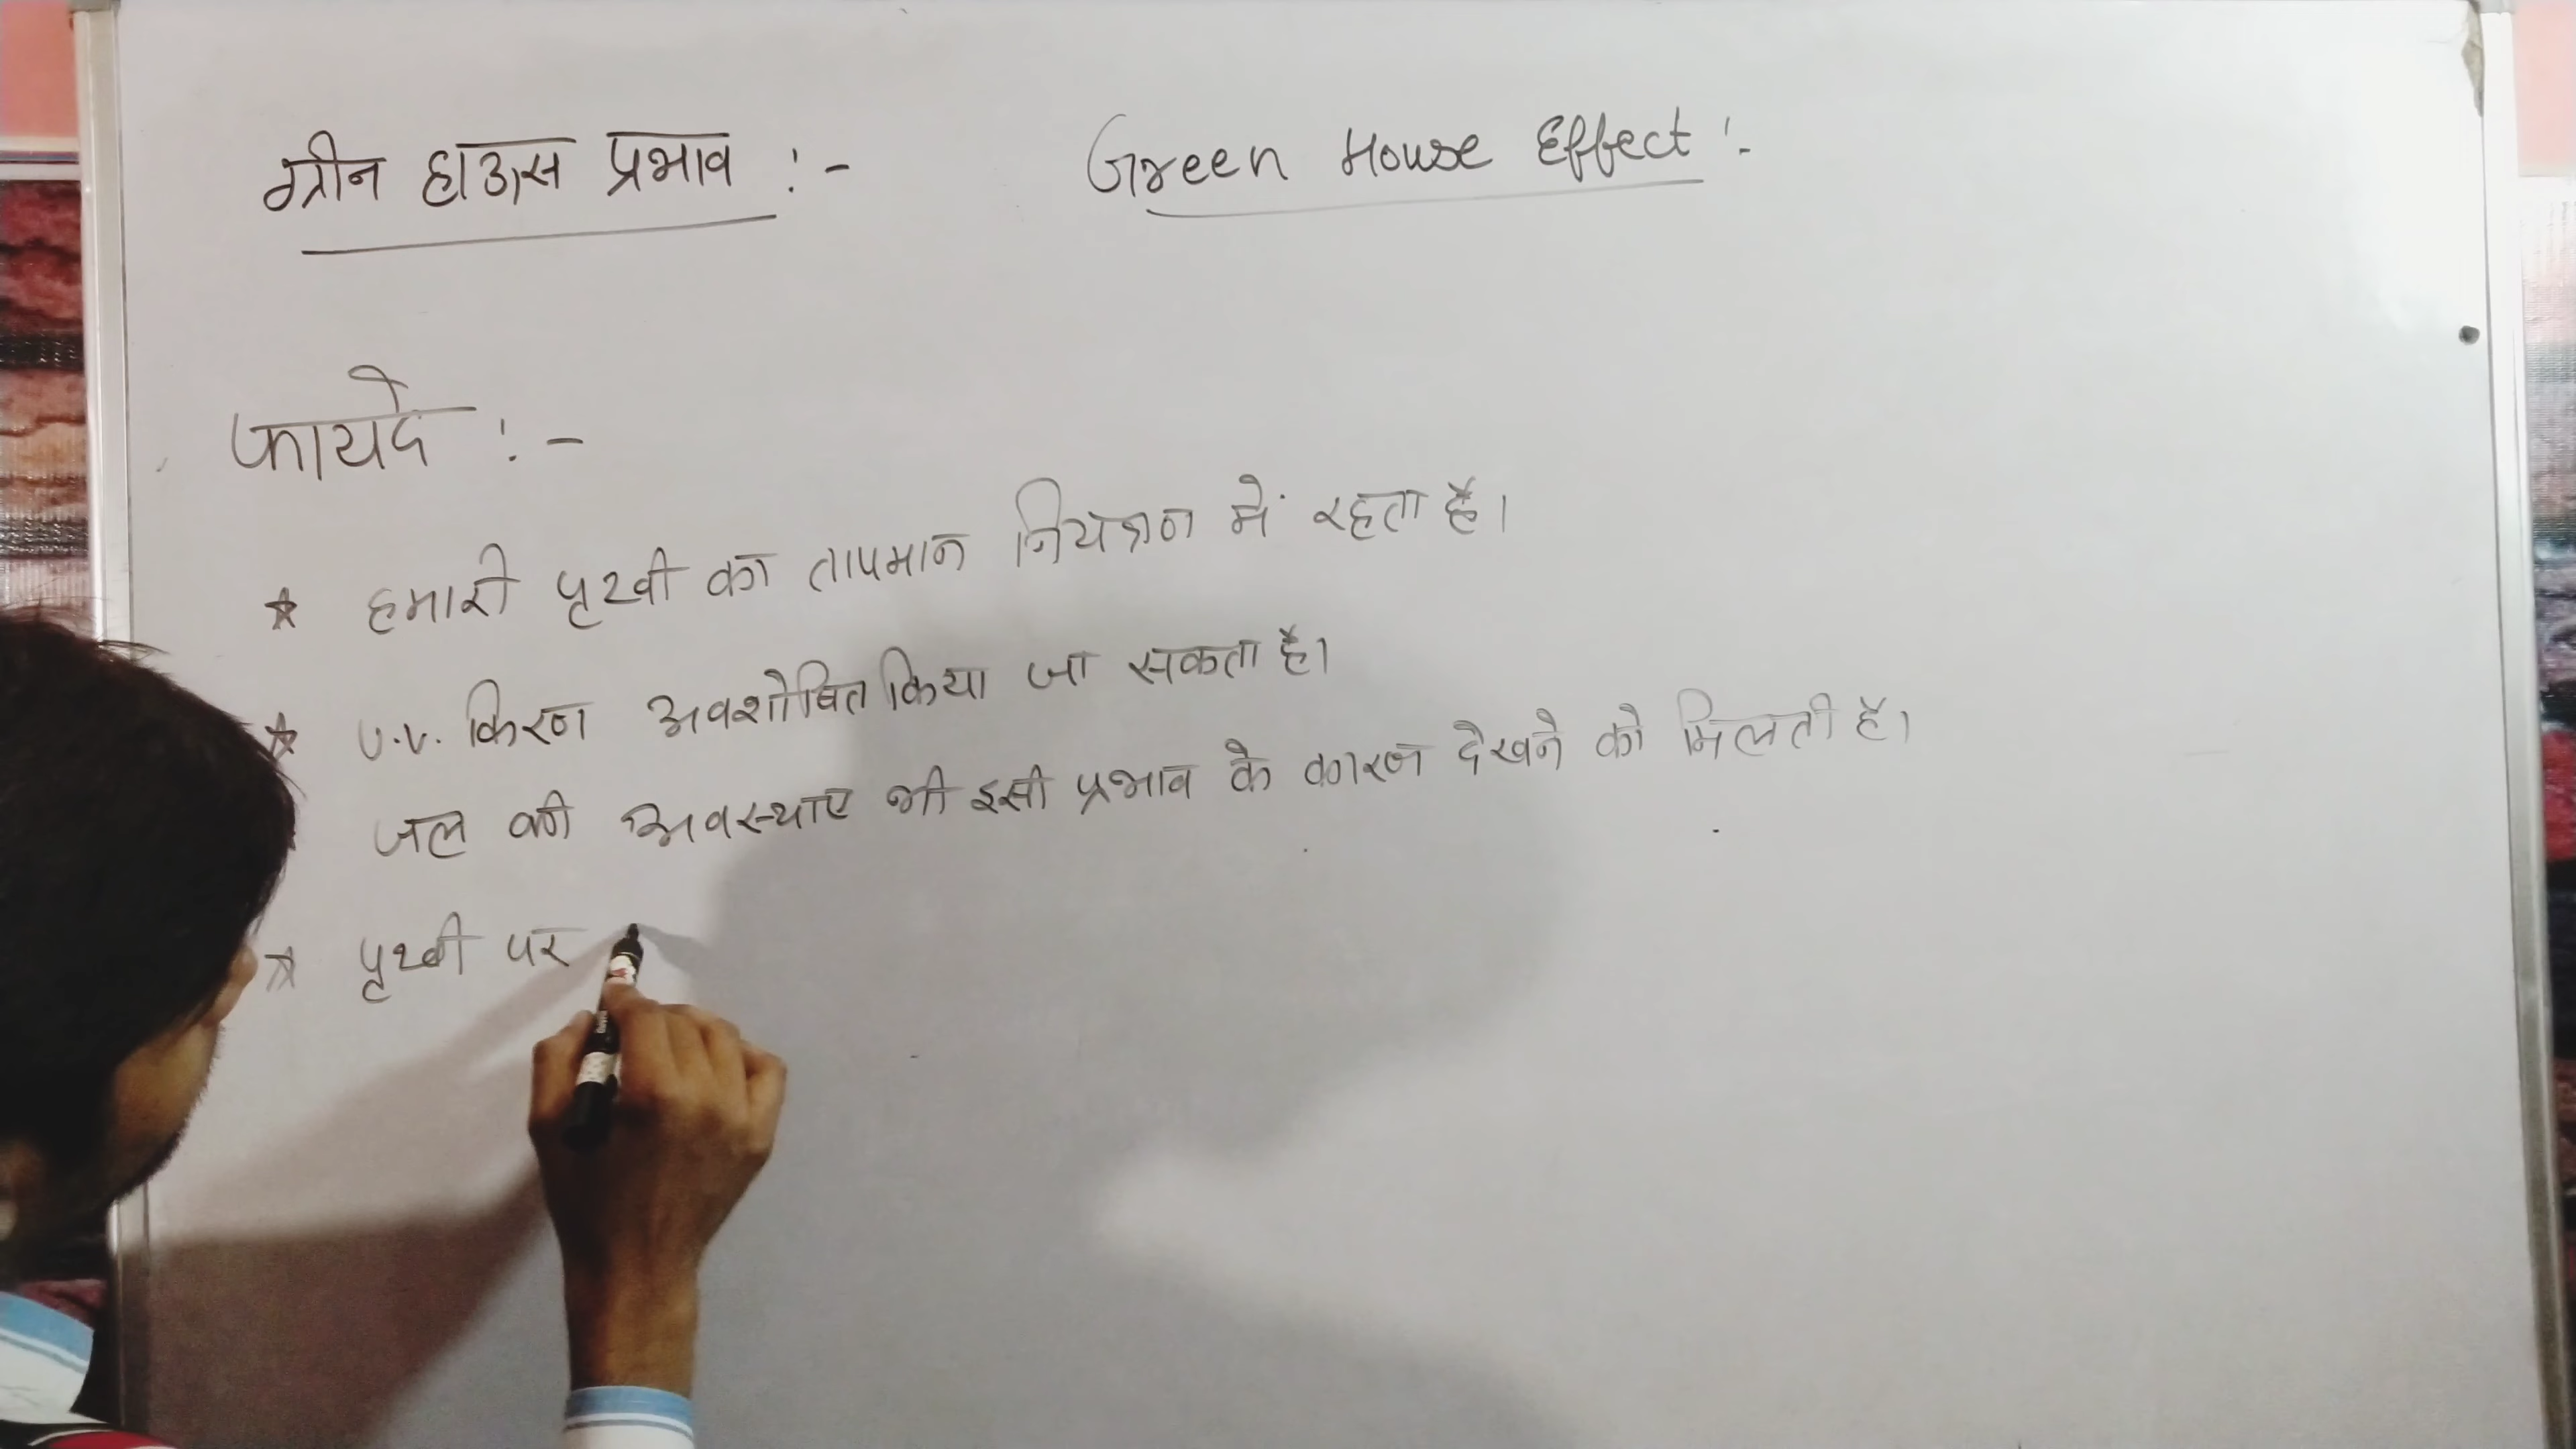 ग्रीन हाउस प्रभाव :- Green House Effect :-
फायदे :-
☆ हमारी पृथ्वी का तापमान नियत्रण में रहता है।
☆ U.V. किरण अवशोषित किया जा सकता है।
जल की अवस्थाए भी इसी प्रभाव के कारण देखने को मिलती है।
☆ पृथ्वी पर